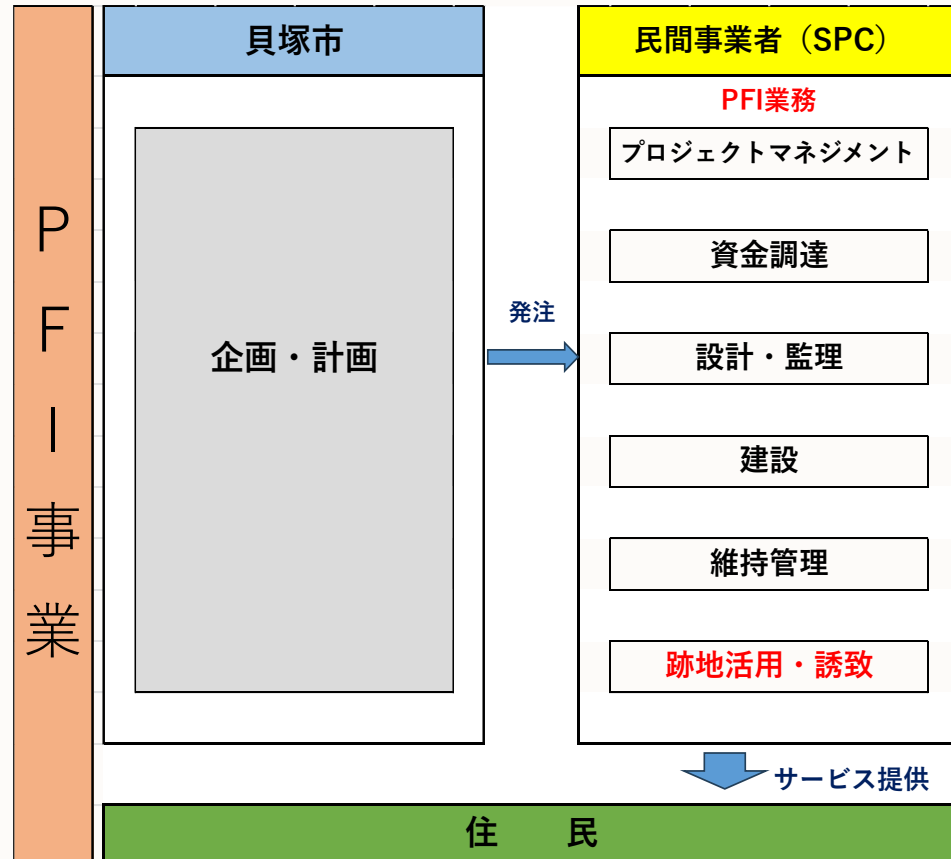 PFI事業
貝塚市
企画・計画
発注
民間事業者（SPC）
PFI業務
プロジェクトマネジメント
資金調達
設計・監理
建設
維持管理
跡地活用・誘致
サービス提供
住　民